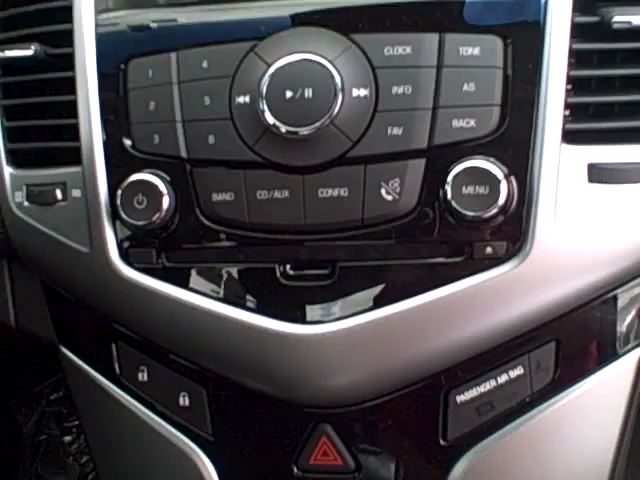 1 4 CLOCK TONE
2 5 INFO AS
3 6 FAV BACK
BAND CD/AUX CONFIG MENU
PASSENGER AIR BAG